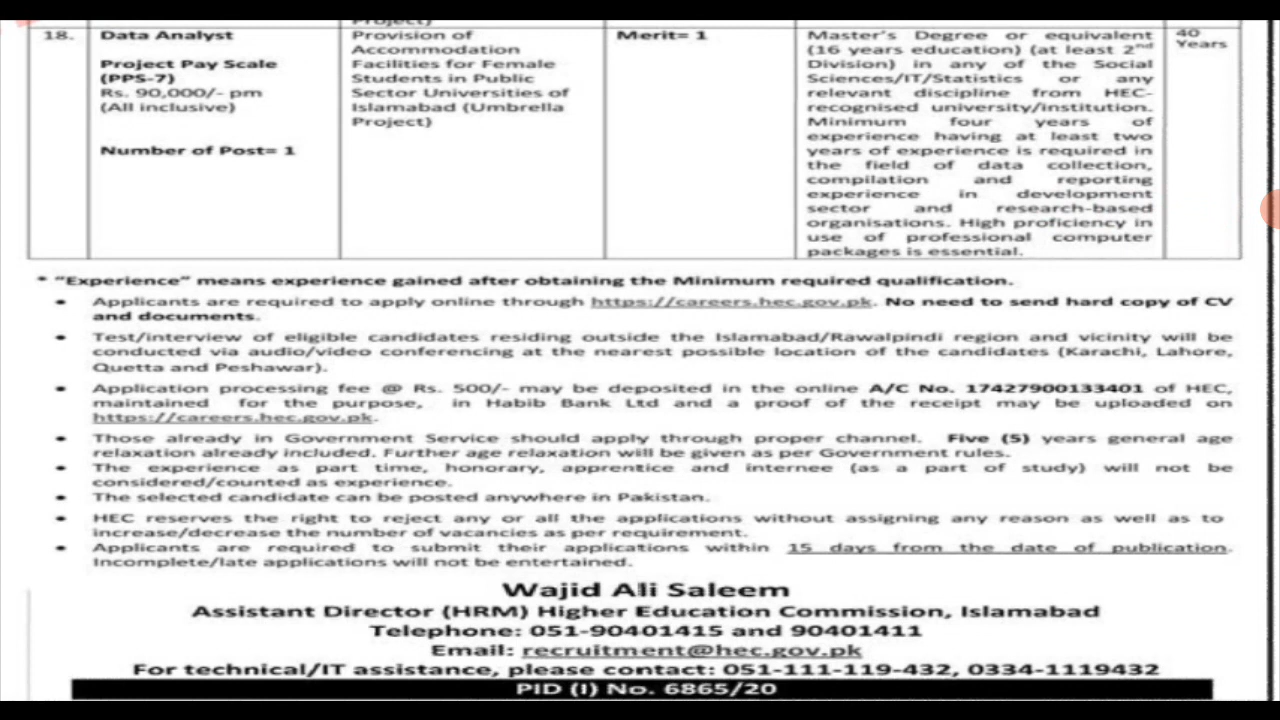 Project)
18.
Data Analyst
Project Pay Scale
(PPS-7)
Rs. 90,000/- pm
(All inclusive)
Number of Post= 1
Provision of
Accommodation
Facilities for Female
Students in Public
Sector Universities of
Islamabad (Umbrella
Project)
Merit= 1
Master's Degree or equivalent
(16 years education) (at least 2nd
Division) in any of the Social
Sciences/IT/Statistics or any
relevant discipline from HEC-
recognised university/institution.
Minimum four years of
experience having at least two
years of experience is required in
the field of data collection,
compilation and reporting
experience in development
sector and research-based
organisations. High proficiency in
use of professional computer
packages is essential.
40
Years
* "Experience" means experience gained after obtaining the Minimum required qualification.
• Applicants are required to apply online through https://careers.hec.gov.pk. No need to send hard copy of CV
and documents.
• Test/interview of eligible candidates residing outside the Islamabad/Rawalpindi region and vicinity will be
conducted via audio/video conferencing at the nearest possible location of the candidates (Karachi, Lahore,
Quetta and Peshawar).
• Application processing fee @ Rs. 500/- may be deposited in the online A/C No. 17427900133401 of HEC,
maintained for the purpose, in Habib Bank Ltd and a proof of the receipt may be uploaded on
https://careers.hec.gov.pk.
• Those already in Government Service should apply through proper channel. Five (5) years general age
relaxation already included. Further age relaxation will be given as per Government rules.
• The experience as part time, honorary, apprentice and internee (as a part of study) will not be
considered/counted as experience.
• The selected candidate can be posted anywhere in Pakistan.
• HEC reserves the right to reject any or all the applications without assigning any reason as well as to
increase/decrease the number of vacancies as per requirement.
• Applicants are required to submit their applications within 15 days from the date of publication.
Incomplete/late applications will not be entertained.
Wajid Ali Saleem
Assistant Director (HRM) Higher Education Commission, Islamabad
Telephone: 051-90401415 and 90401411
Email: recruitment@hec.gov.pk
For technical/IT assistance, please contact: 051-111-119-432, 0334-1119432
PID (I) No. 6865/20